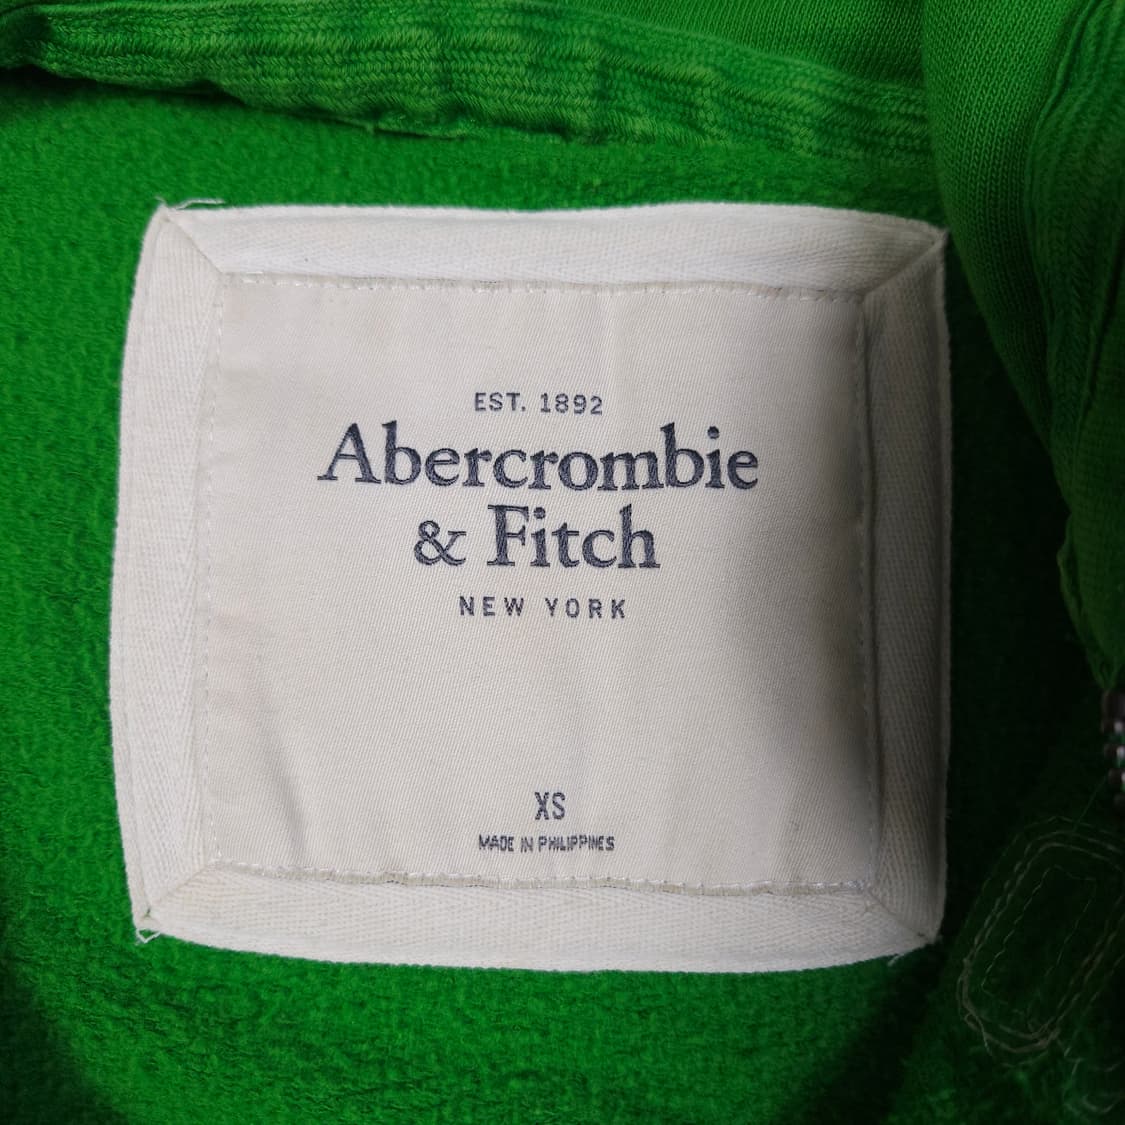 EST. 1892
Abercrombie
& Fitch
NEW YORK
XS
MADE IN PHILIPPINES